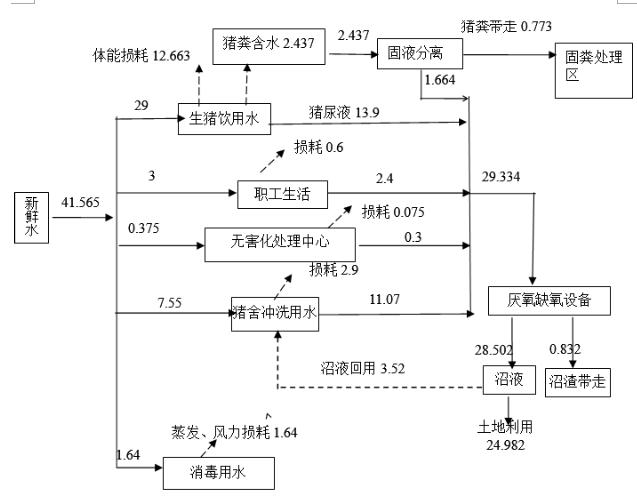 猪粪带走 0.773
体能损耗 12.663
猪粪含水 2.437
2.437
固液分离
固粪处理
区
1.664
29
生猪饮用水
猪尿液 13.9
损耗 0.6
3
职工生活
2.4
29.334
新
鲜
水
41.565
损耗 0.075
0.375
无害化处理中心
0.3
损耗 2.9
7.55
猪舍冲洗用水
11.07
厌氧缺氧设备
28.502
0.832
沼液回用 3.52
沼液
沼渣带走
土地利用
24.982
蒸发、风力损耗 1.64
1.64
消毒用水